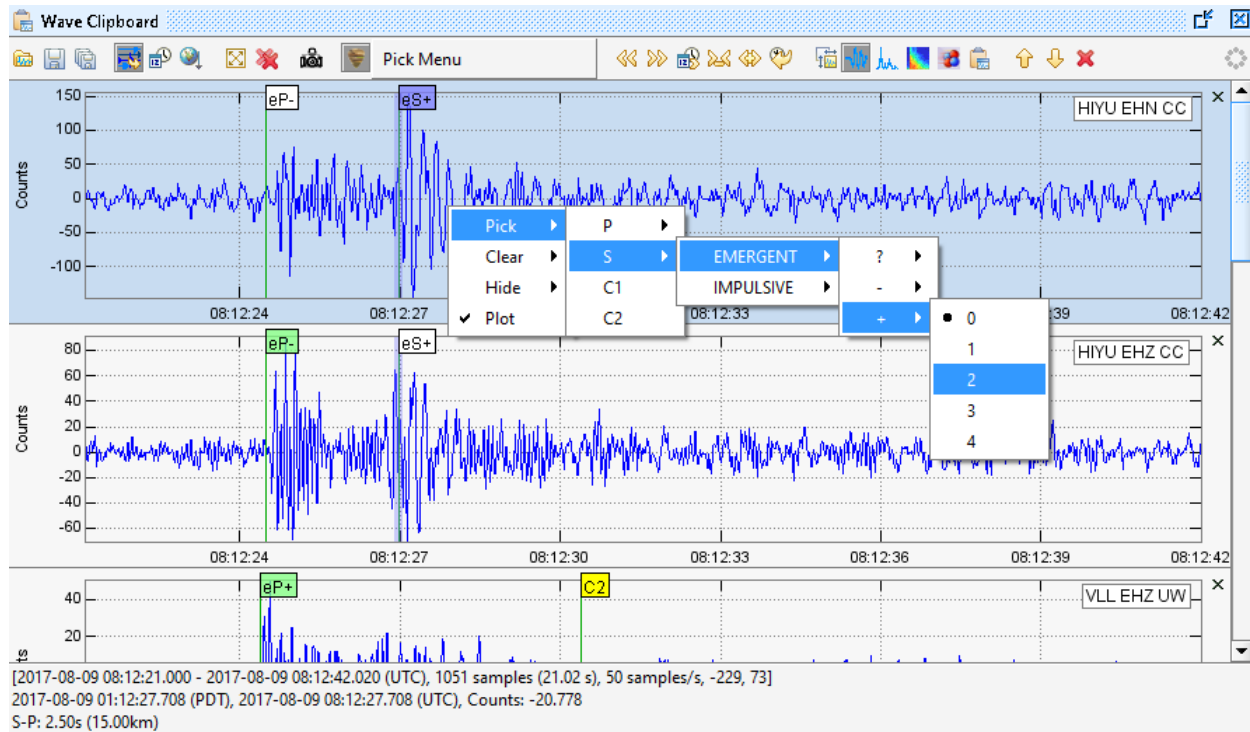 Wave Clipboard
Pick Menu
150
100
50
0
-50
-100
Counts
eP-
eS+
HIYU EHN CC
08:12:24
08:12:27
08:12:33
:39
08:12:42
Pick
Clear
Hide
Plot
P
S
C1
C2
EMERGENT
IMPULSIVE
?
-
+
0
1
2
3
4
80
60
40
20
0
-20
-40
-60
Counts
eP-
eS+
HIYU EHZ CC
08:12:24
08:12:27
08:12:30
08:12:33
08:12:36
08:12:39
08:12:42
40
20
ts
eP+
C2
VLL EHZ UW
[2017-08-09 08:12:21.000 - 2017-08-09 08:12:42.020 (UTC), 1051 samples (21.02 s), 50 samples/s, -229, 73]
2017-08-09 01:12:27.708 (PDT), 2017-08-09 08:12:27.708 (UTC), Counts: -20.778
S-P: 2.50s (15.00km)